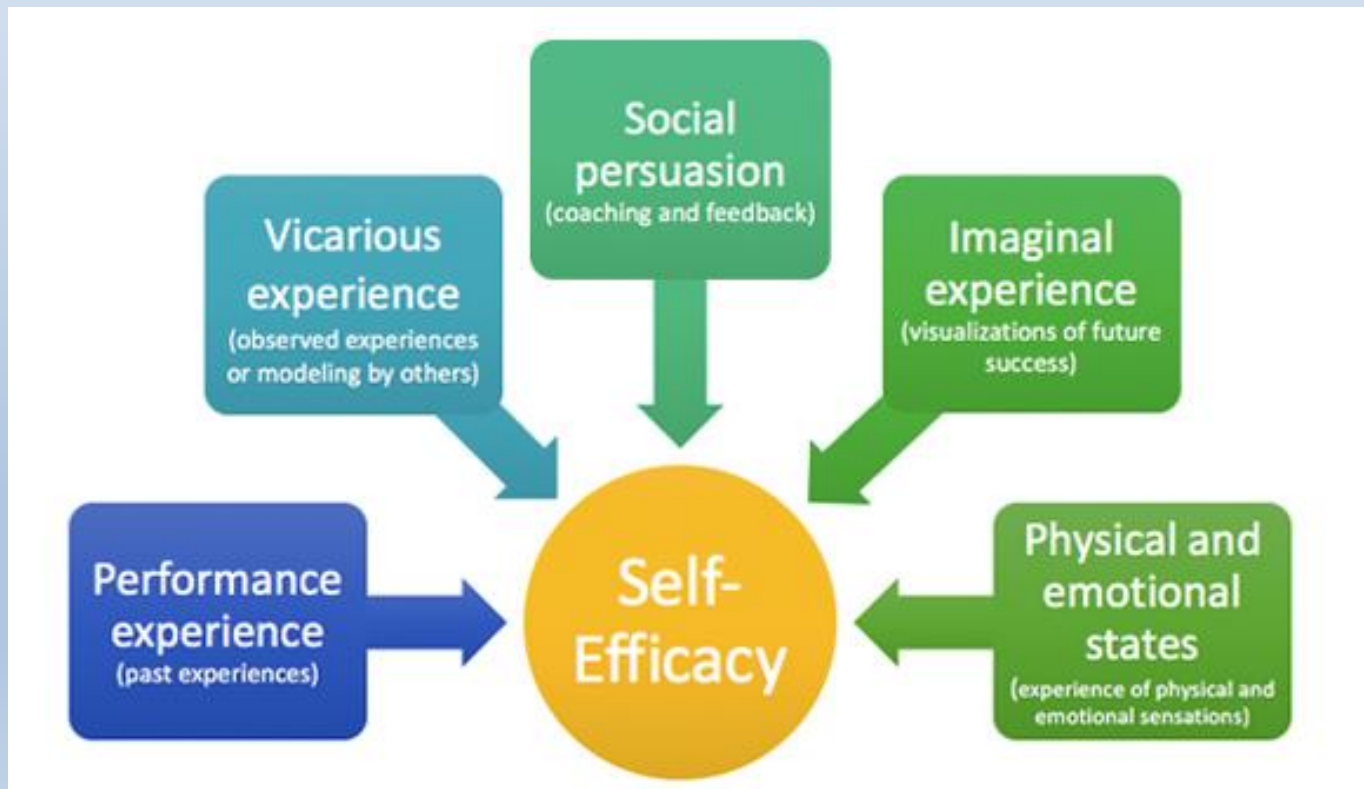 Social
persuasion
(coaching and feedback)
Vicarious
experience
(observed experiences
or modeling by others)
Imaginal
experience
(visualizations of future
success)
Performance
experience
(past experiences)
Self-
Efficacy
Physical and
emotional
states
(experience of physical and
emotional sensations)